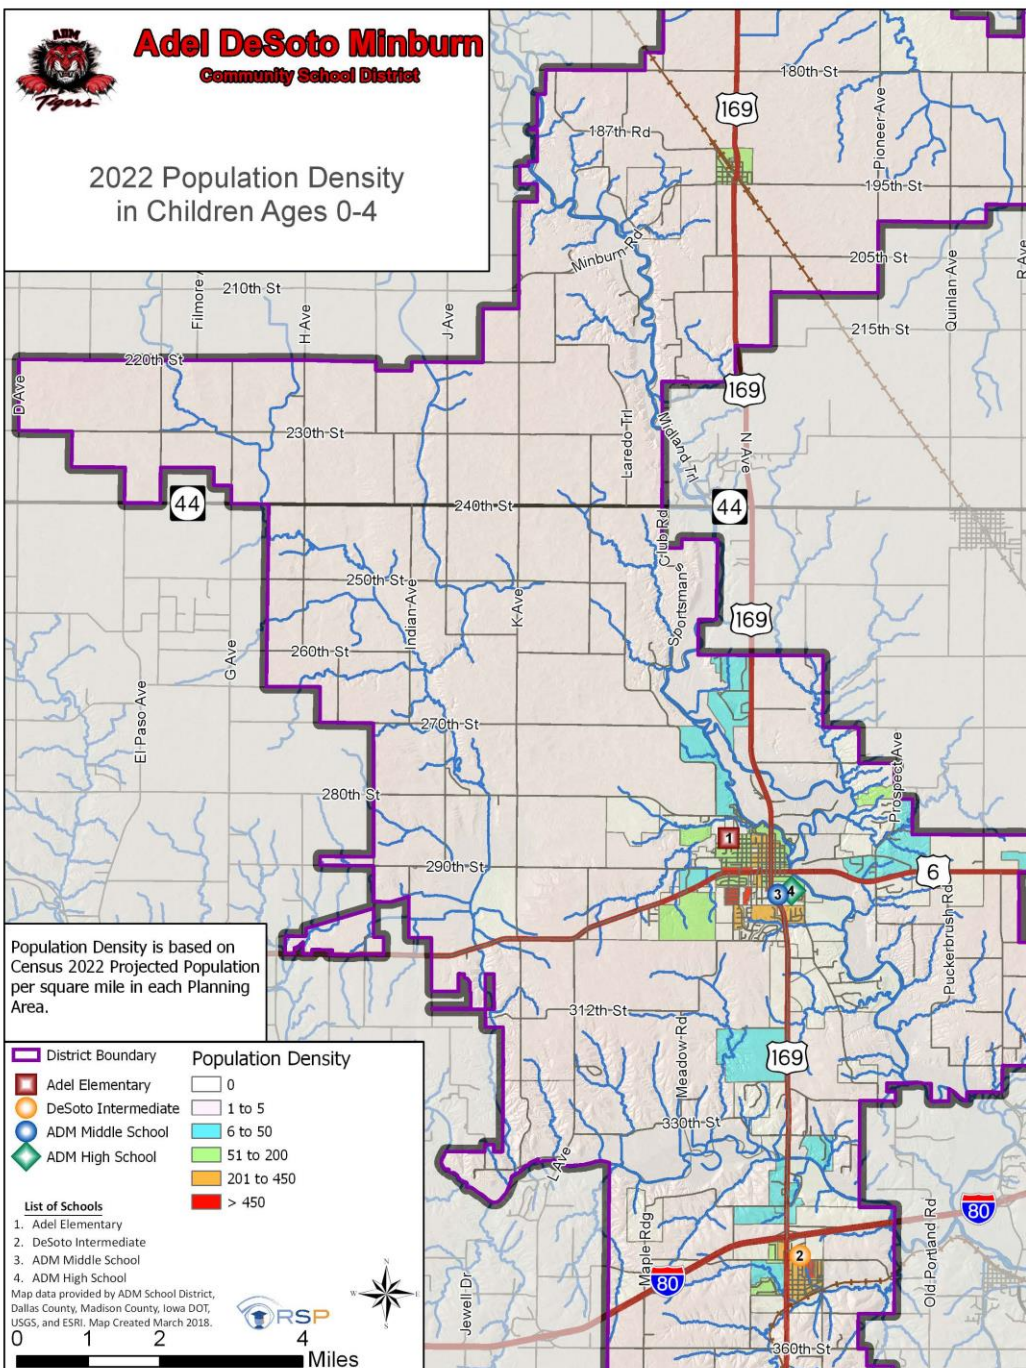 ADM
Tigers
Adel DeSoto Minburn
Community School District
2022 Population Density
in Children Ages 0-4
180th St
169
187th Rd
Pioneer Ave
195th St
Minburn Rd
205th St
Quinlan Ave
R Ave
210th St
H Ave
J Ave
215th St
220th St
D Ave
169
230th St
Laredo Trl
Midland Trl
N Ave
44
240th St
44
Club Rd
250th St
Indian Ave
K Ave
Sportsmans
169
260th St
G Ave
El Paso Ave
270th St
Prospect Ave
280th St
1
290th St
6
3
4
Puckerbrush Rd
Population Density is based on
Census 2022 Projected Population
per square mile in each Planning
Area.
312th St
Meadow Rd
169
330th St
L Ave
80
Old Portland Rd
Maple Rdg
2
80
Jewell Dr
360th St
District Boundary
Adel Elementary
DeSoto Intermediate
ADM Middle School
ADM High School
Population Density
0
1 to 5
6 to 50
51 to 200
201 to 450
> 450
List of Schools
1. Adel Elementary
2. DeSoto Intermediate
3. ADM Middle School
4. ADM High School
Map data provided by ADM School District,
Dallas County, Madison County, Iowa DOT,
USGS, and ESRI. Map Created March 2018.
RSP
N
W E
S
0 1 2 4
Miles